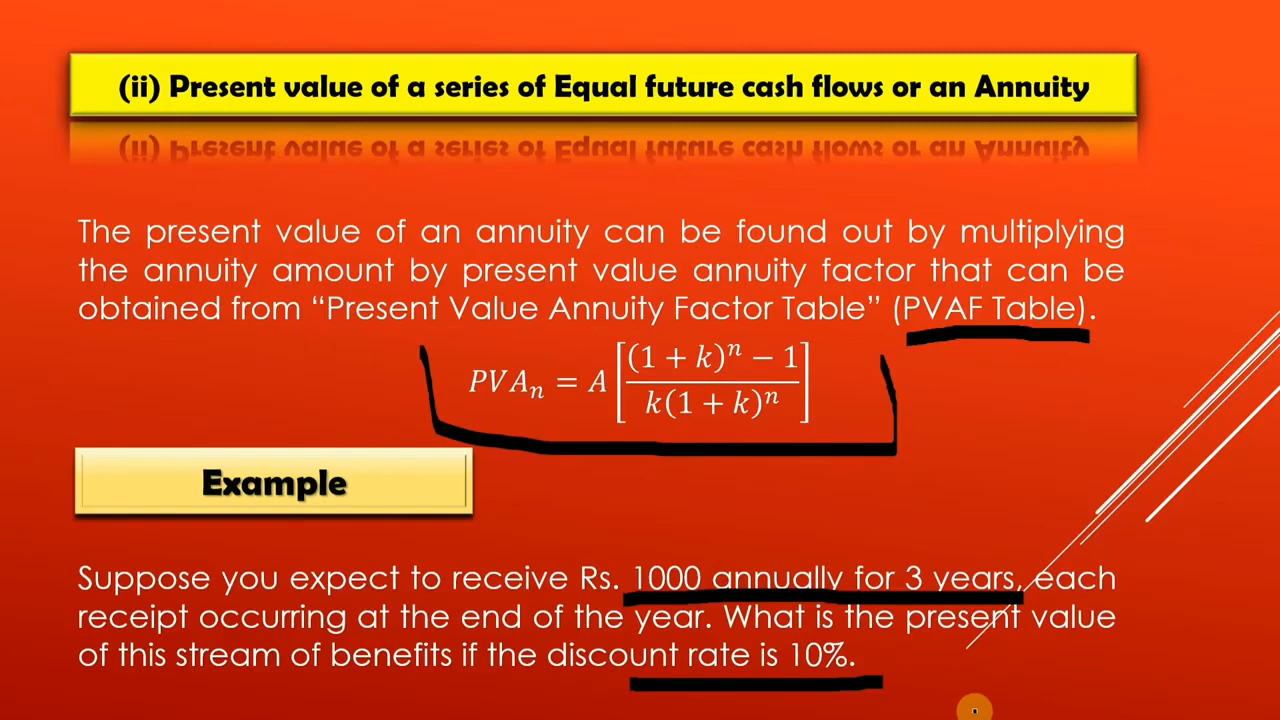 (ii) Present value of a series of Equal future cash flows or an Annuity
The present value of an annuity can be found out by multiplying
the annuity amount by present value annuity factor that can be
obtained from “Present Value Annuity Factor Table” (PVAF Table).
PVAₙ = A [((1 + k)ⁿ − 1) / (k(1 + k)ⁿ)]
Example
Suppose you expect to receive Rs. 1000 annually for 3 years, each
receipt occurring at the end of the year. What is the present value
of this stream of benefits if the discount rate is 10%.